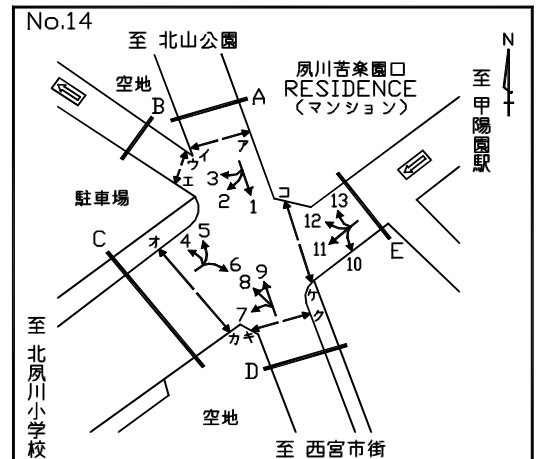 No.14
至 北山公園
空地
B
A
夙川苦楽園口
RESIDENCE
(マンション)
N
至 甲陽園駅
ア
イ
ウ
エ
3
2
1
駐車場
コ
13
12
11
10
E
C
オ
4
5
6
9
8
7
カ
キ
ク
ケ
D
至 北夙川小学校
空地
至 西宮市街